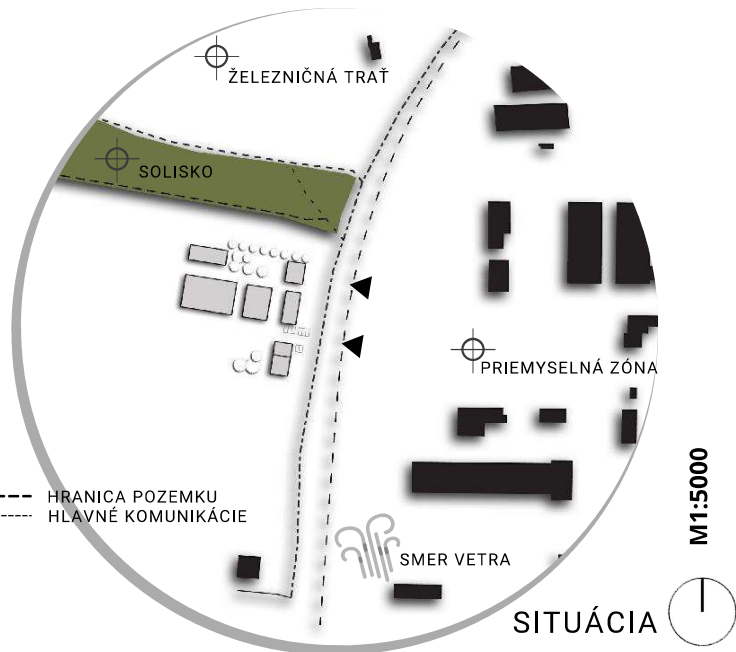 ŽELEZNIČNÁ TRAŤ
SOLISKO
PRIEMYSELNÁ ZÓNA
HRANICA POZEMKU
HLAVNÉ KOMUNIKÁCIE
SMER VETRA
M1:5000
SITUÁCIA